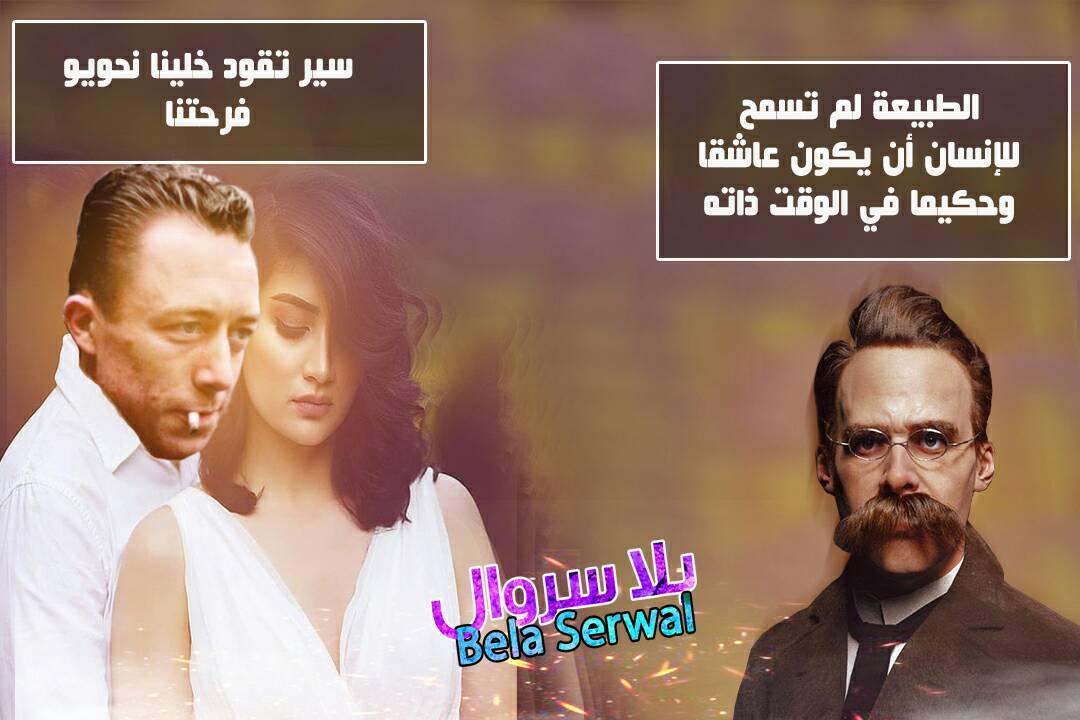 سير تقود خلينا نحويو
فرحتنا
الطبيعة لم تسمح
للإنسان أن يكون عاشقا
وحكيما في الوقت ذاته
بلا سروال
Bela Serwal